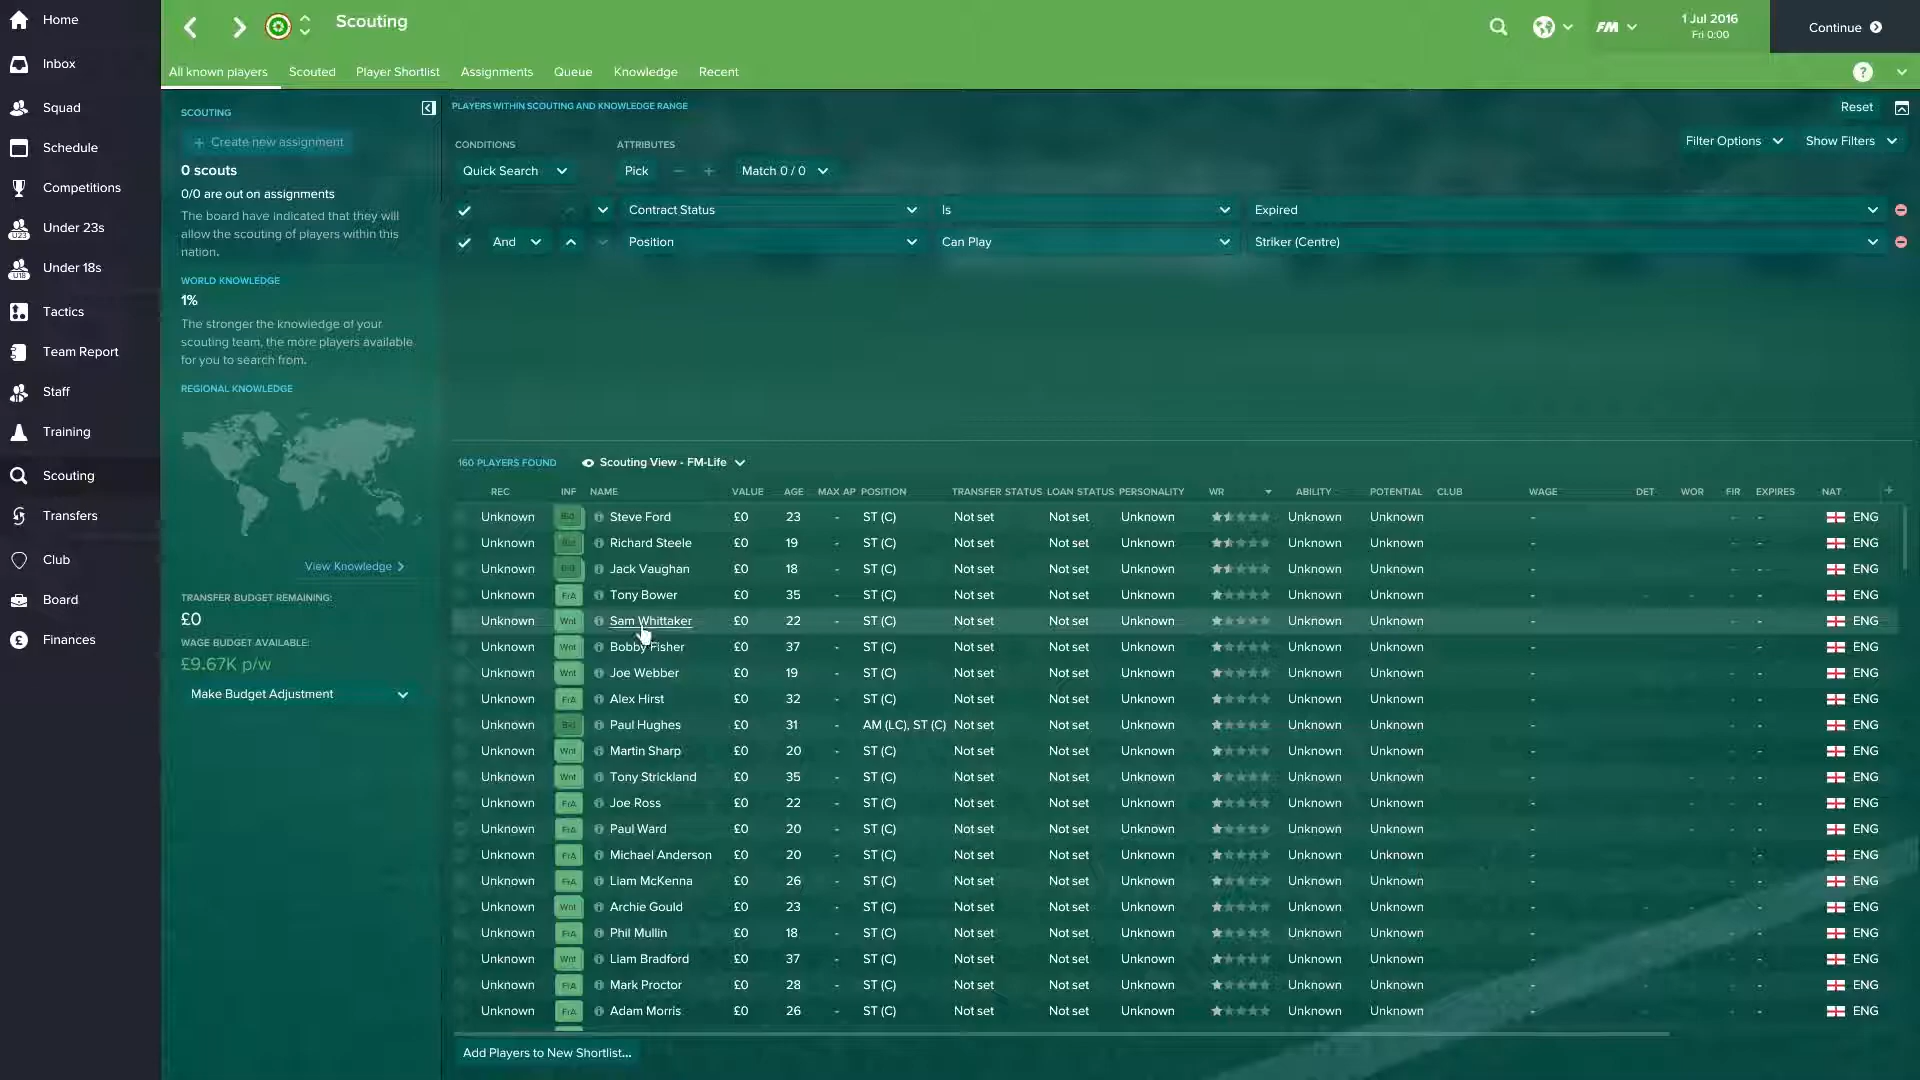 Home
Inbox
Squad
Schedule
Competitions
Under 23s
Under 18s
Tactics
Team Report
Staff
Training
Scouting
Transfers
Club
Board
Finances
Scouting
FM
1 Jul 2016
Fri 0:00
Continue
All known players Scouted Player Shortlist Assignments Queue Knowledge Recent
?
SCOUTING
+ Create new assignment
0 scouts
0/0 are out on assignments
The board have indicated that they will
allow the scouting of players within this
nation.
WORLD KNOWLEDGE
1%
The stronger the knowledge of your
scouting team, the more players available
for you to search from.
REGIONAL KNOWLEDGE
View Knowledge >
TRANSFER BUDGET REMAINING:
£0
WAGE BUDGET AVAILABLE:
£9.67K p/w
Make Budget Adjustment
PLAYERS WITHIN SCOUTING AND KNOWLEDGE RANGE
Reset
Filter Options Show Filters
CONDITIONS ATTRIBUTES
Quick Search Pick − + Match 0 / 0
Contract Status Is Expired
And Position Can Play Striker (Centre)
160 PLAYERS FOUND Scouting View - FM-Life
REC INF NAME VALUE AGE MAX AP POSITION TRANSFER STATUS LOAN STATUS PERSONALITY WR ABILITY POTENTIAL CLUB WAGE DET WOR FIR EXPIRES NAT +
Unknown Bid Steve Ford £0 23 - ST (C) Not set Not set Unknown Unknown Unknown - - - ENG
Unknown Bid Richard Steele £0 19 - ST (C) Not set Not set Unknown Unknown Unknown - - - ENG
Unknown Bid Jack Vaughan £0 18 - ST (C) Not set Not set Unknown Unknown Unknown - - - ENG
Unknown FrA Tony Bower £0 35 - ST (C) Not set Not set Unknown Unknown Unknown - - - - - ENG
Unknown Wnt Sam Whittaker £0 22 - ST (C) Not set Not set Unknown Unknown Unknown - - - ENG
Unknown Wnt Bobby Fisher £0 37 - ST (C) Not set Not set Unknown Unknown Unknown - - - ENG
Unknown Wnt Joe Webber £0 19 - ST (C) Not set Not set Unknown Unknown Unknown - - - ENG
Unknown FrA Alex Hirst £0 32 - ST (C) Not set Not set Unknown Unknown Unknown - - - ENG
Unknown Bid Paul Hughes £0 31 - AM (LC), ST (C) Not set Not set Unknown Unknown Unknown - - - ENG
Unknown Wnt Martin Sharp £0 20 - ST (C) Not set Not set Unknown Unknown Unknown - - - ENG
Unknown Wnt Tony Strickland £0 35 - ST (C) Not set Not set Unknown Unknown Unknown - - - - ENG
Unknown FrA Joe Ross £0 22 - ST (C) Not set Not set Unknown Unknown Unknown - - - - - ENG
Unknown FrA Paul Ward £0 20 - ST (C) Not set Not set Unknown Unknown Unknown - - - - - ENG
Unknown FrA Michael Anderson £0 20 - ST (C) Not set Not set Unknown Unknown Unknown - - - ENG
Unknown FrA Liam McKenna £0 26 - ST (C) Not set Not set Unknown Unknown Unknown - - - ENG
Unknown Wnt Archie Gould £0 23 - ST (C) Not set Not set Unknown Unknown Unknown - - - - - ENG
Unknown FrA Phil Mullin £0 18 - ST (C) Not set Not set Unknown Unknown Unknown - - - - - ENG
Unknown Wnt Liam Bradford £0 37 - ST (C) Not set Not set Unknown Unknown Unknown - - - - ENG
Unknown FrA Mark Proctor £0 28 - ST (C) Not set Not set Unknown Unknown Unknown - - - ENG
Unknown FrA Adam Morris £0 26 - ST (C) Not set Not set Unknown Unknown Unknown - - - ENG
Add Players to New Shortlist...